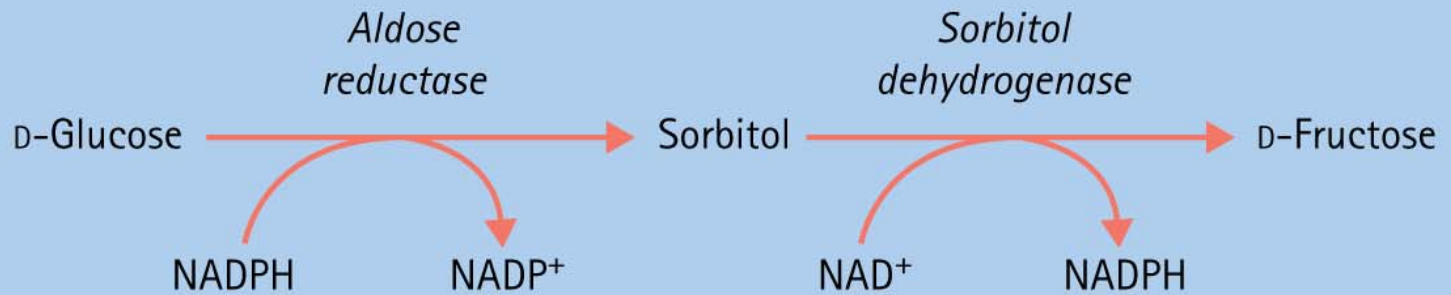 Aldose
reductase
Sorbitol
dehydrogenase
D-Glucose
Sorbitol
D-Fructose
NADPH
NADP+
NAD+
NADPH